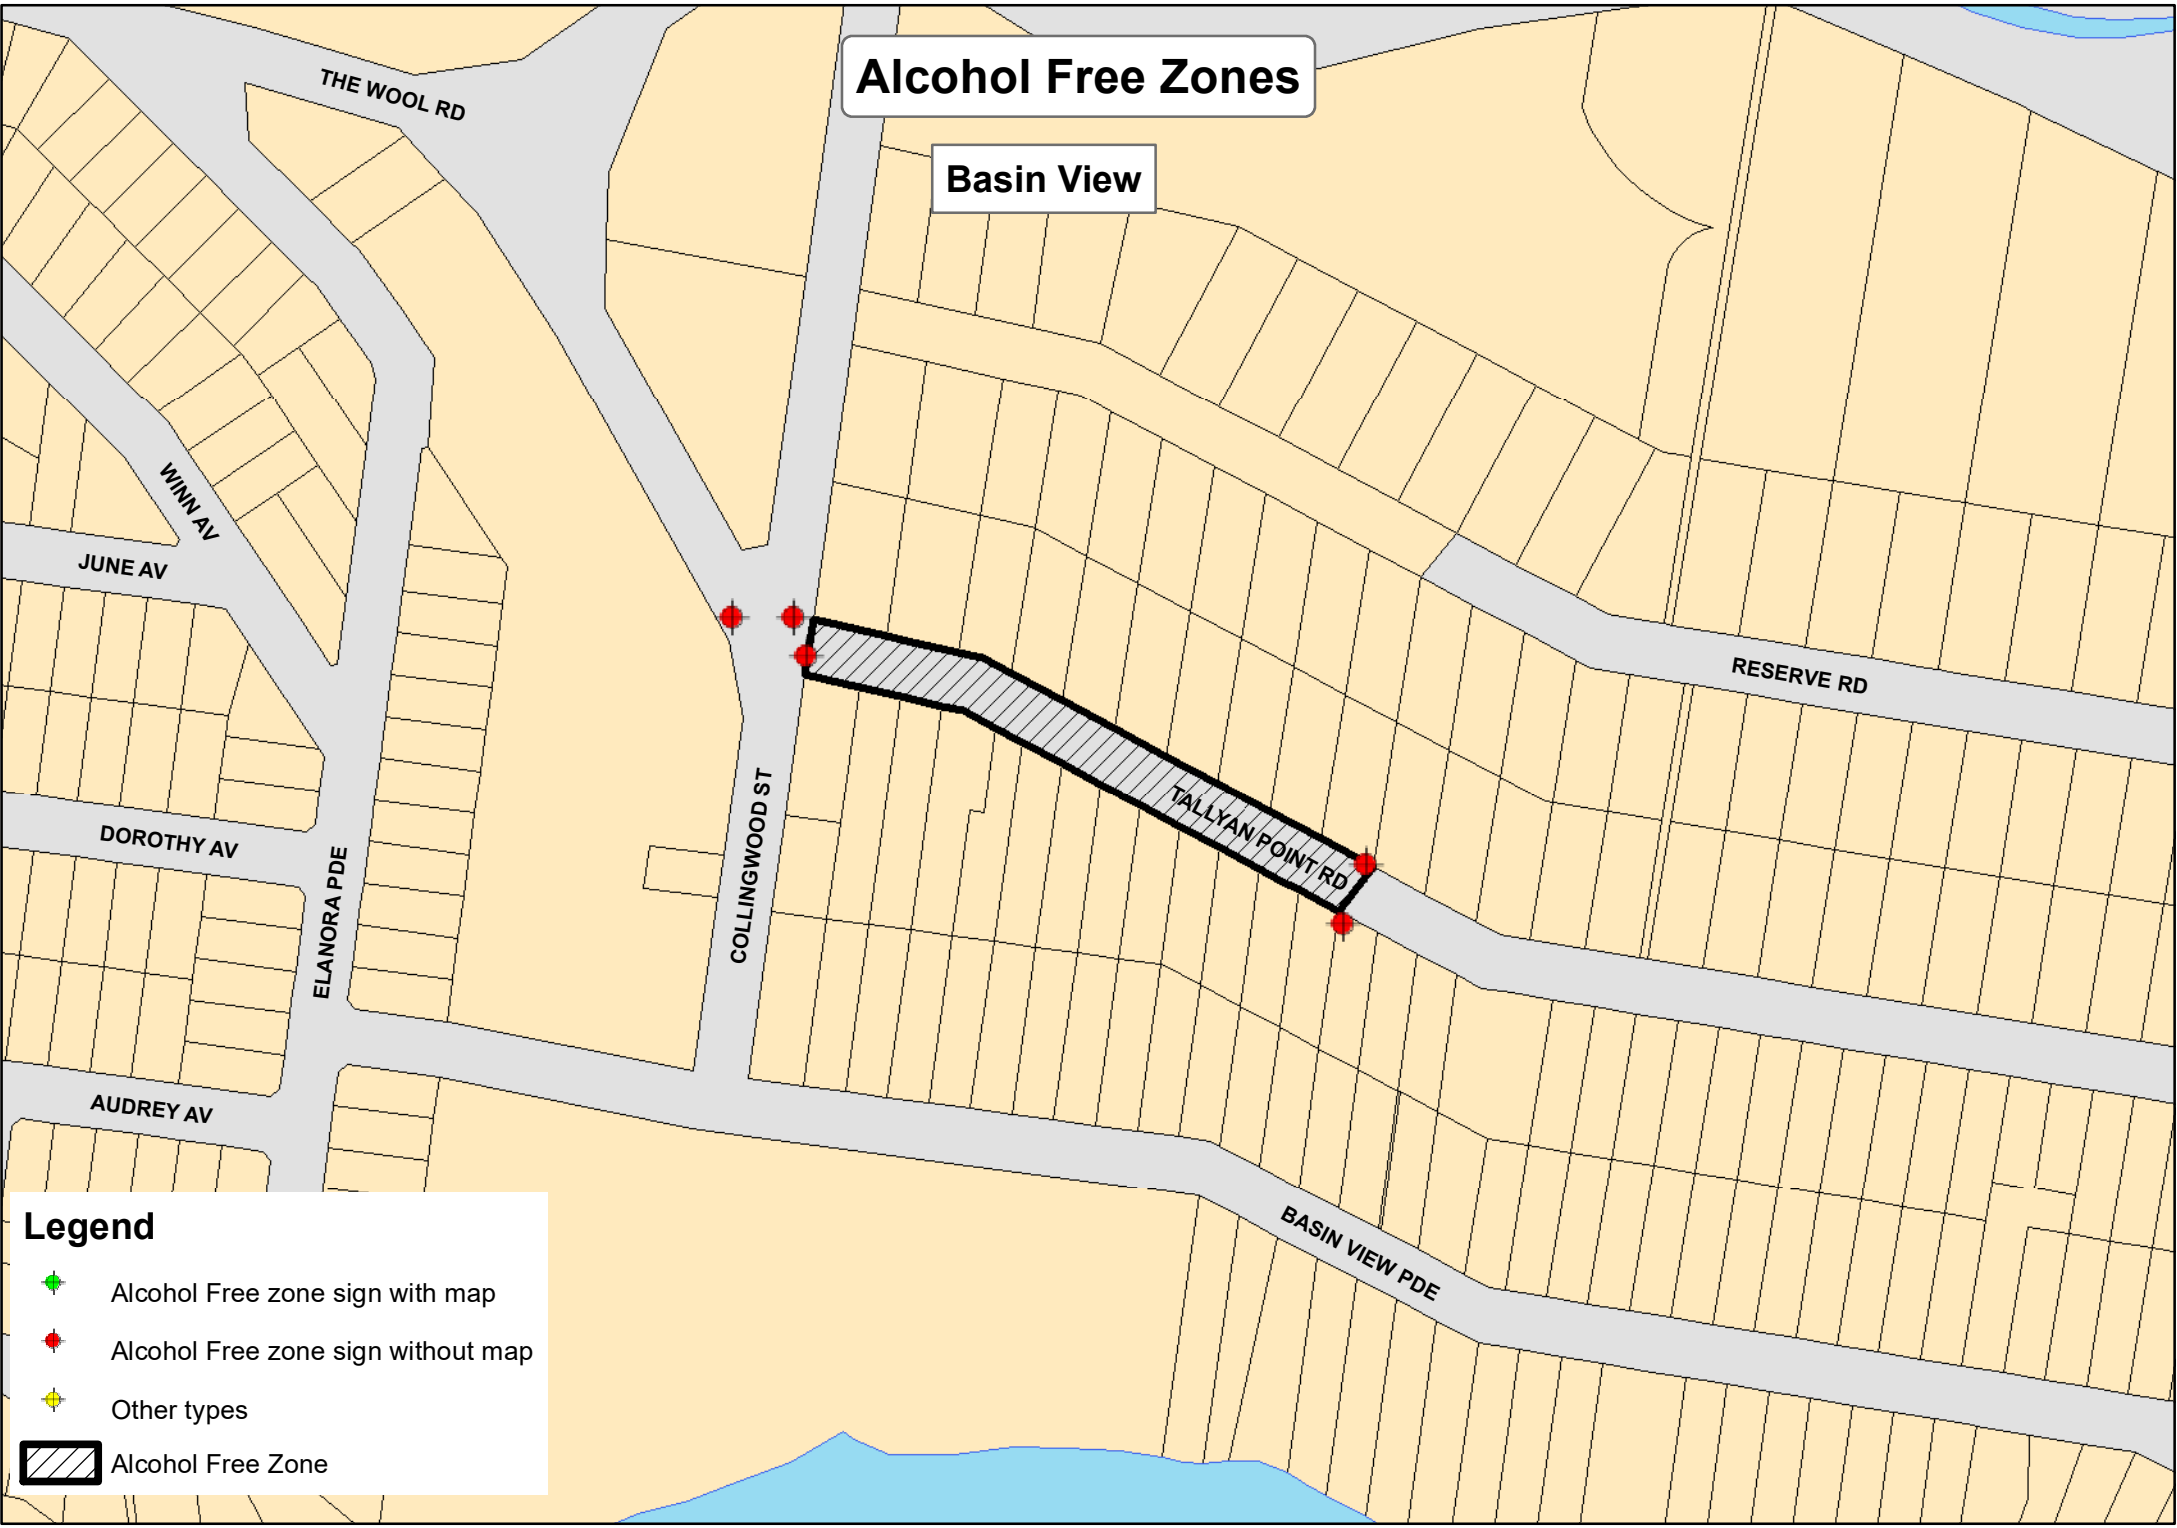 Alcohol Free Zones
Basin View
THE WOOL RD
WINN AV
JUNE AV
RESERVE RD
TALLYAN POINT RD
COLLINGWOOD ST
DOROTHY AV
ELANORA PDE
AUDREY AV
BASIN VIEW PDE
Legend
Alcohol Free zone sign with map
Alcohol Free zone sign without map
Other types
Alcohol Free Zone